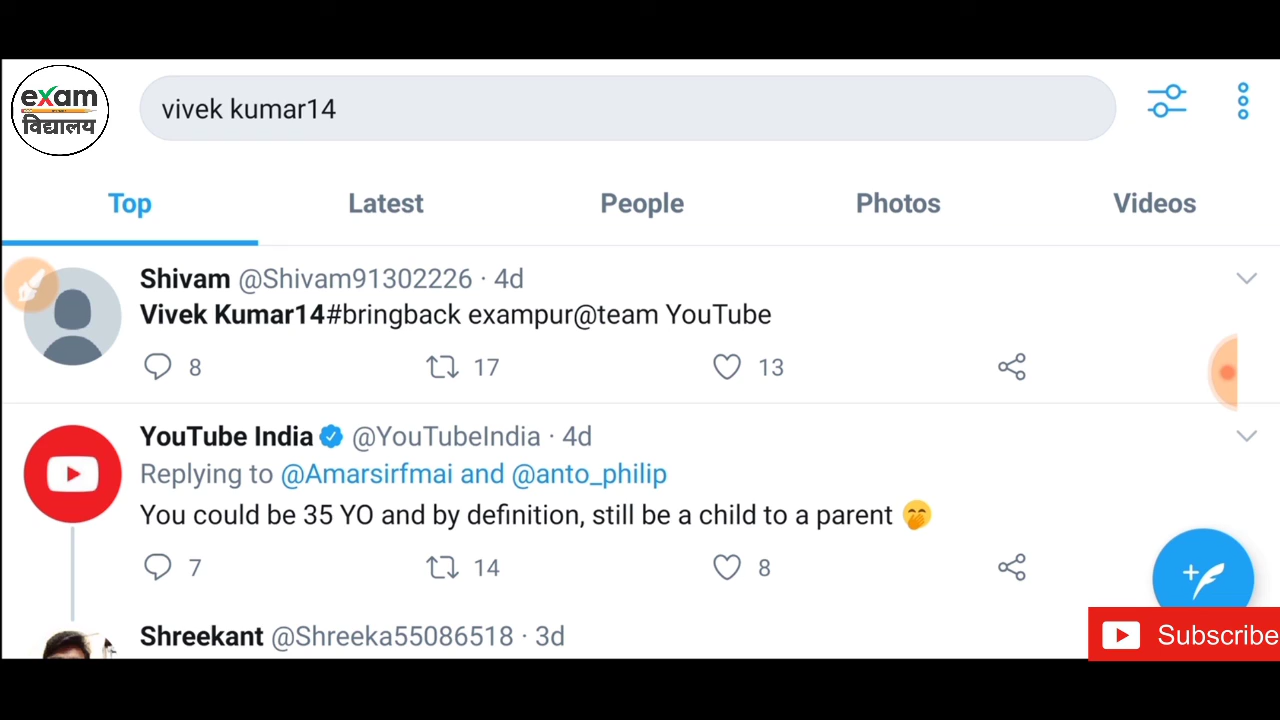 exam
विद्यालय
vivek kumar14
Top Latest People Photos Videos
Shivam @Shivam91302226 · 4d
Vivek Kumar14#bringback exampur@team YouTube
8 17 13
YouTube India @YouTubeIndia · 4d
Replying to @Amarsirfmai and @anto_philip
You could be 35 YO and by definition, still be a child to a parent 🤭
7 14 8
Shreekant @Shreeka55086518 · 3d
Subscribe